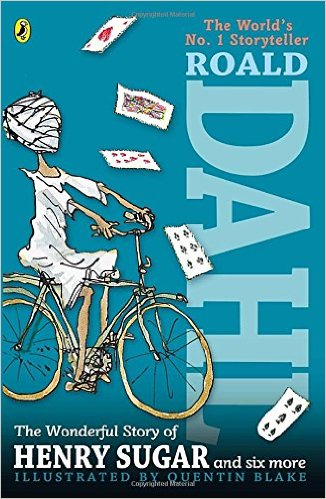 The World's
No. 1 Storyteller
ROALD
DAHL
The Wonderful Story of
HENRY SUGAR and six more
ILLUSTRATED BY QUENTIN BLAKE